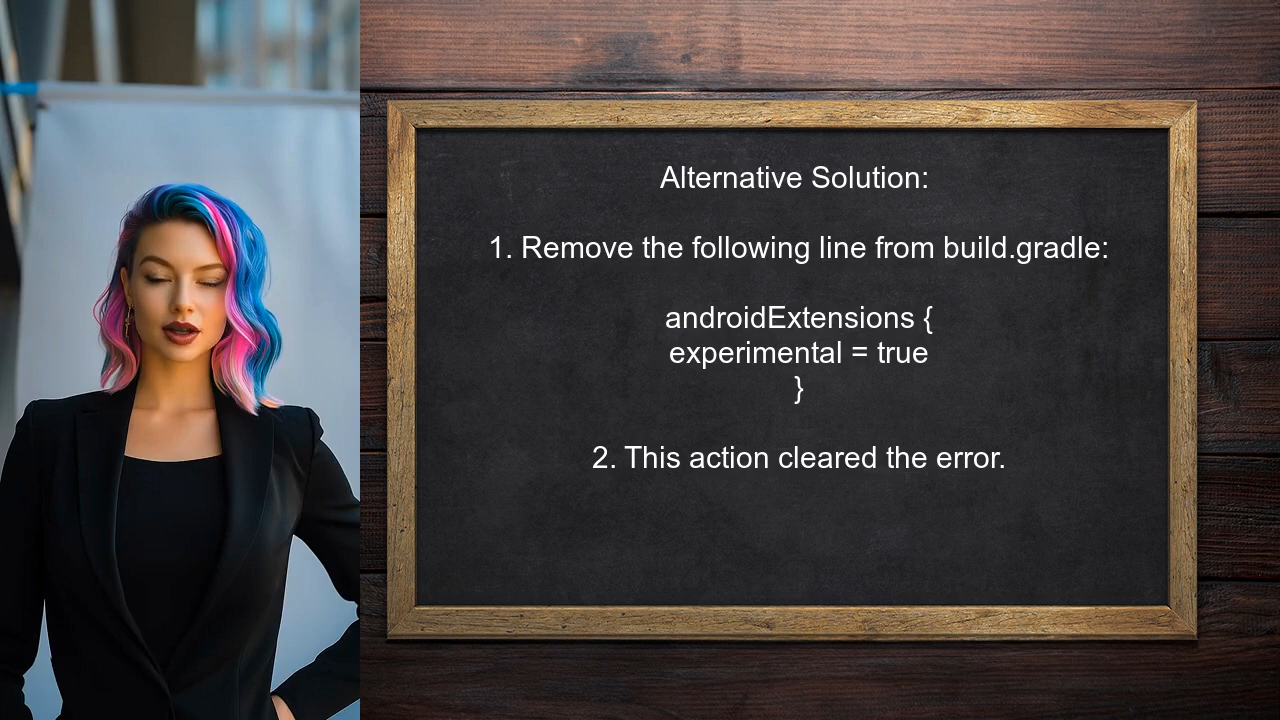 Alternative Solution:
1. Remove the following line from build.gradle:
androidExtensions {
experimental = true
}
2. This action cleared the error.